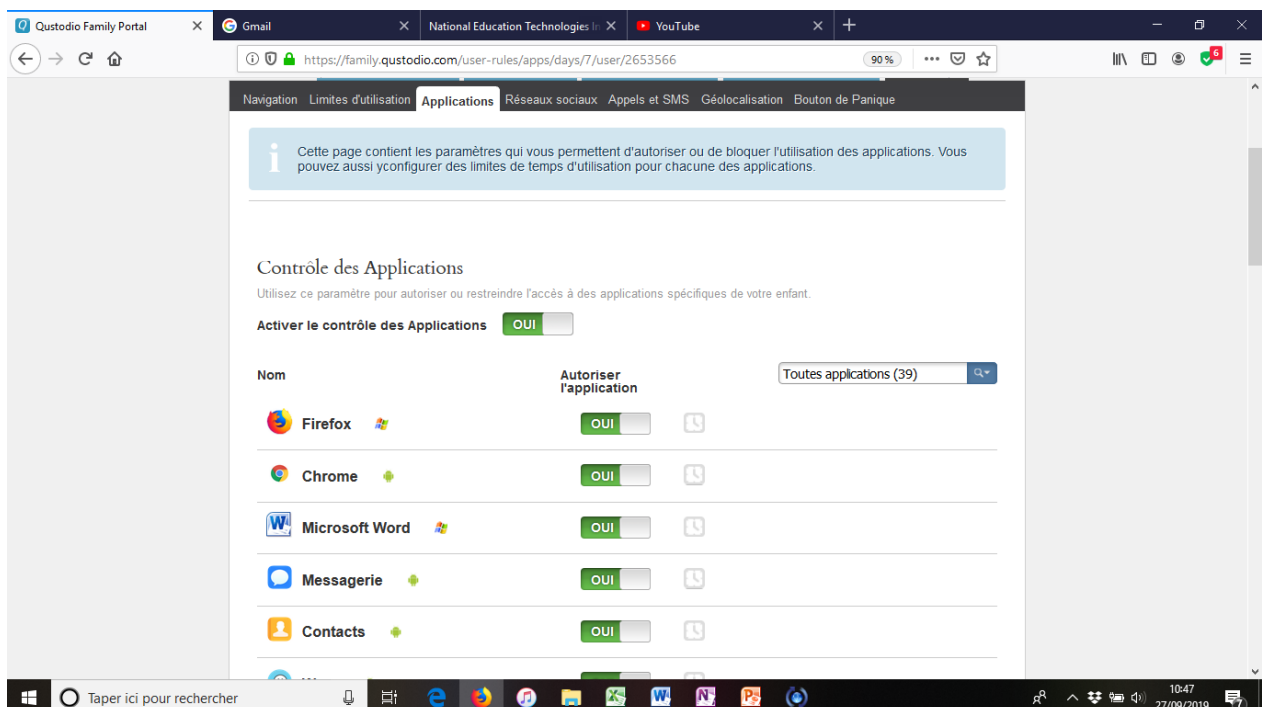 Qustodio Family Portal
Gmail
National Education Technologies In
YouTube
https://family.qustodio.com/user-rules/apps/days/7/user/2653566
90 %
6
Navigation Limites d'utilisation Applications Réseaux sociaux Appels et SMS Géolocalisation Bouton de Panique
Cette page contient les paramètres qui vous permettent d'autoriser ou de bloquer l'utilisation des applications. Vous
pouvez aussi yconfigurer des limites de temps d'utilisation pour chacune des applications.
Contrôle des Applications
Utilisez ce paramètre pour autoriser ou restreindre l'accès à des applications spécifiques de votre enfant.
Activer le contrôle des Applications OUI
Nom
Autoriser
l'application
Toutes applications (39)
Firefox OUI
Chrome OUI
Microsoft Word OUI
Messagerie OUI
Contacts OUI
Taper ici pour rechercher
10:47
27/09/2019